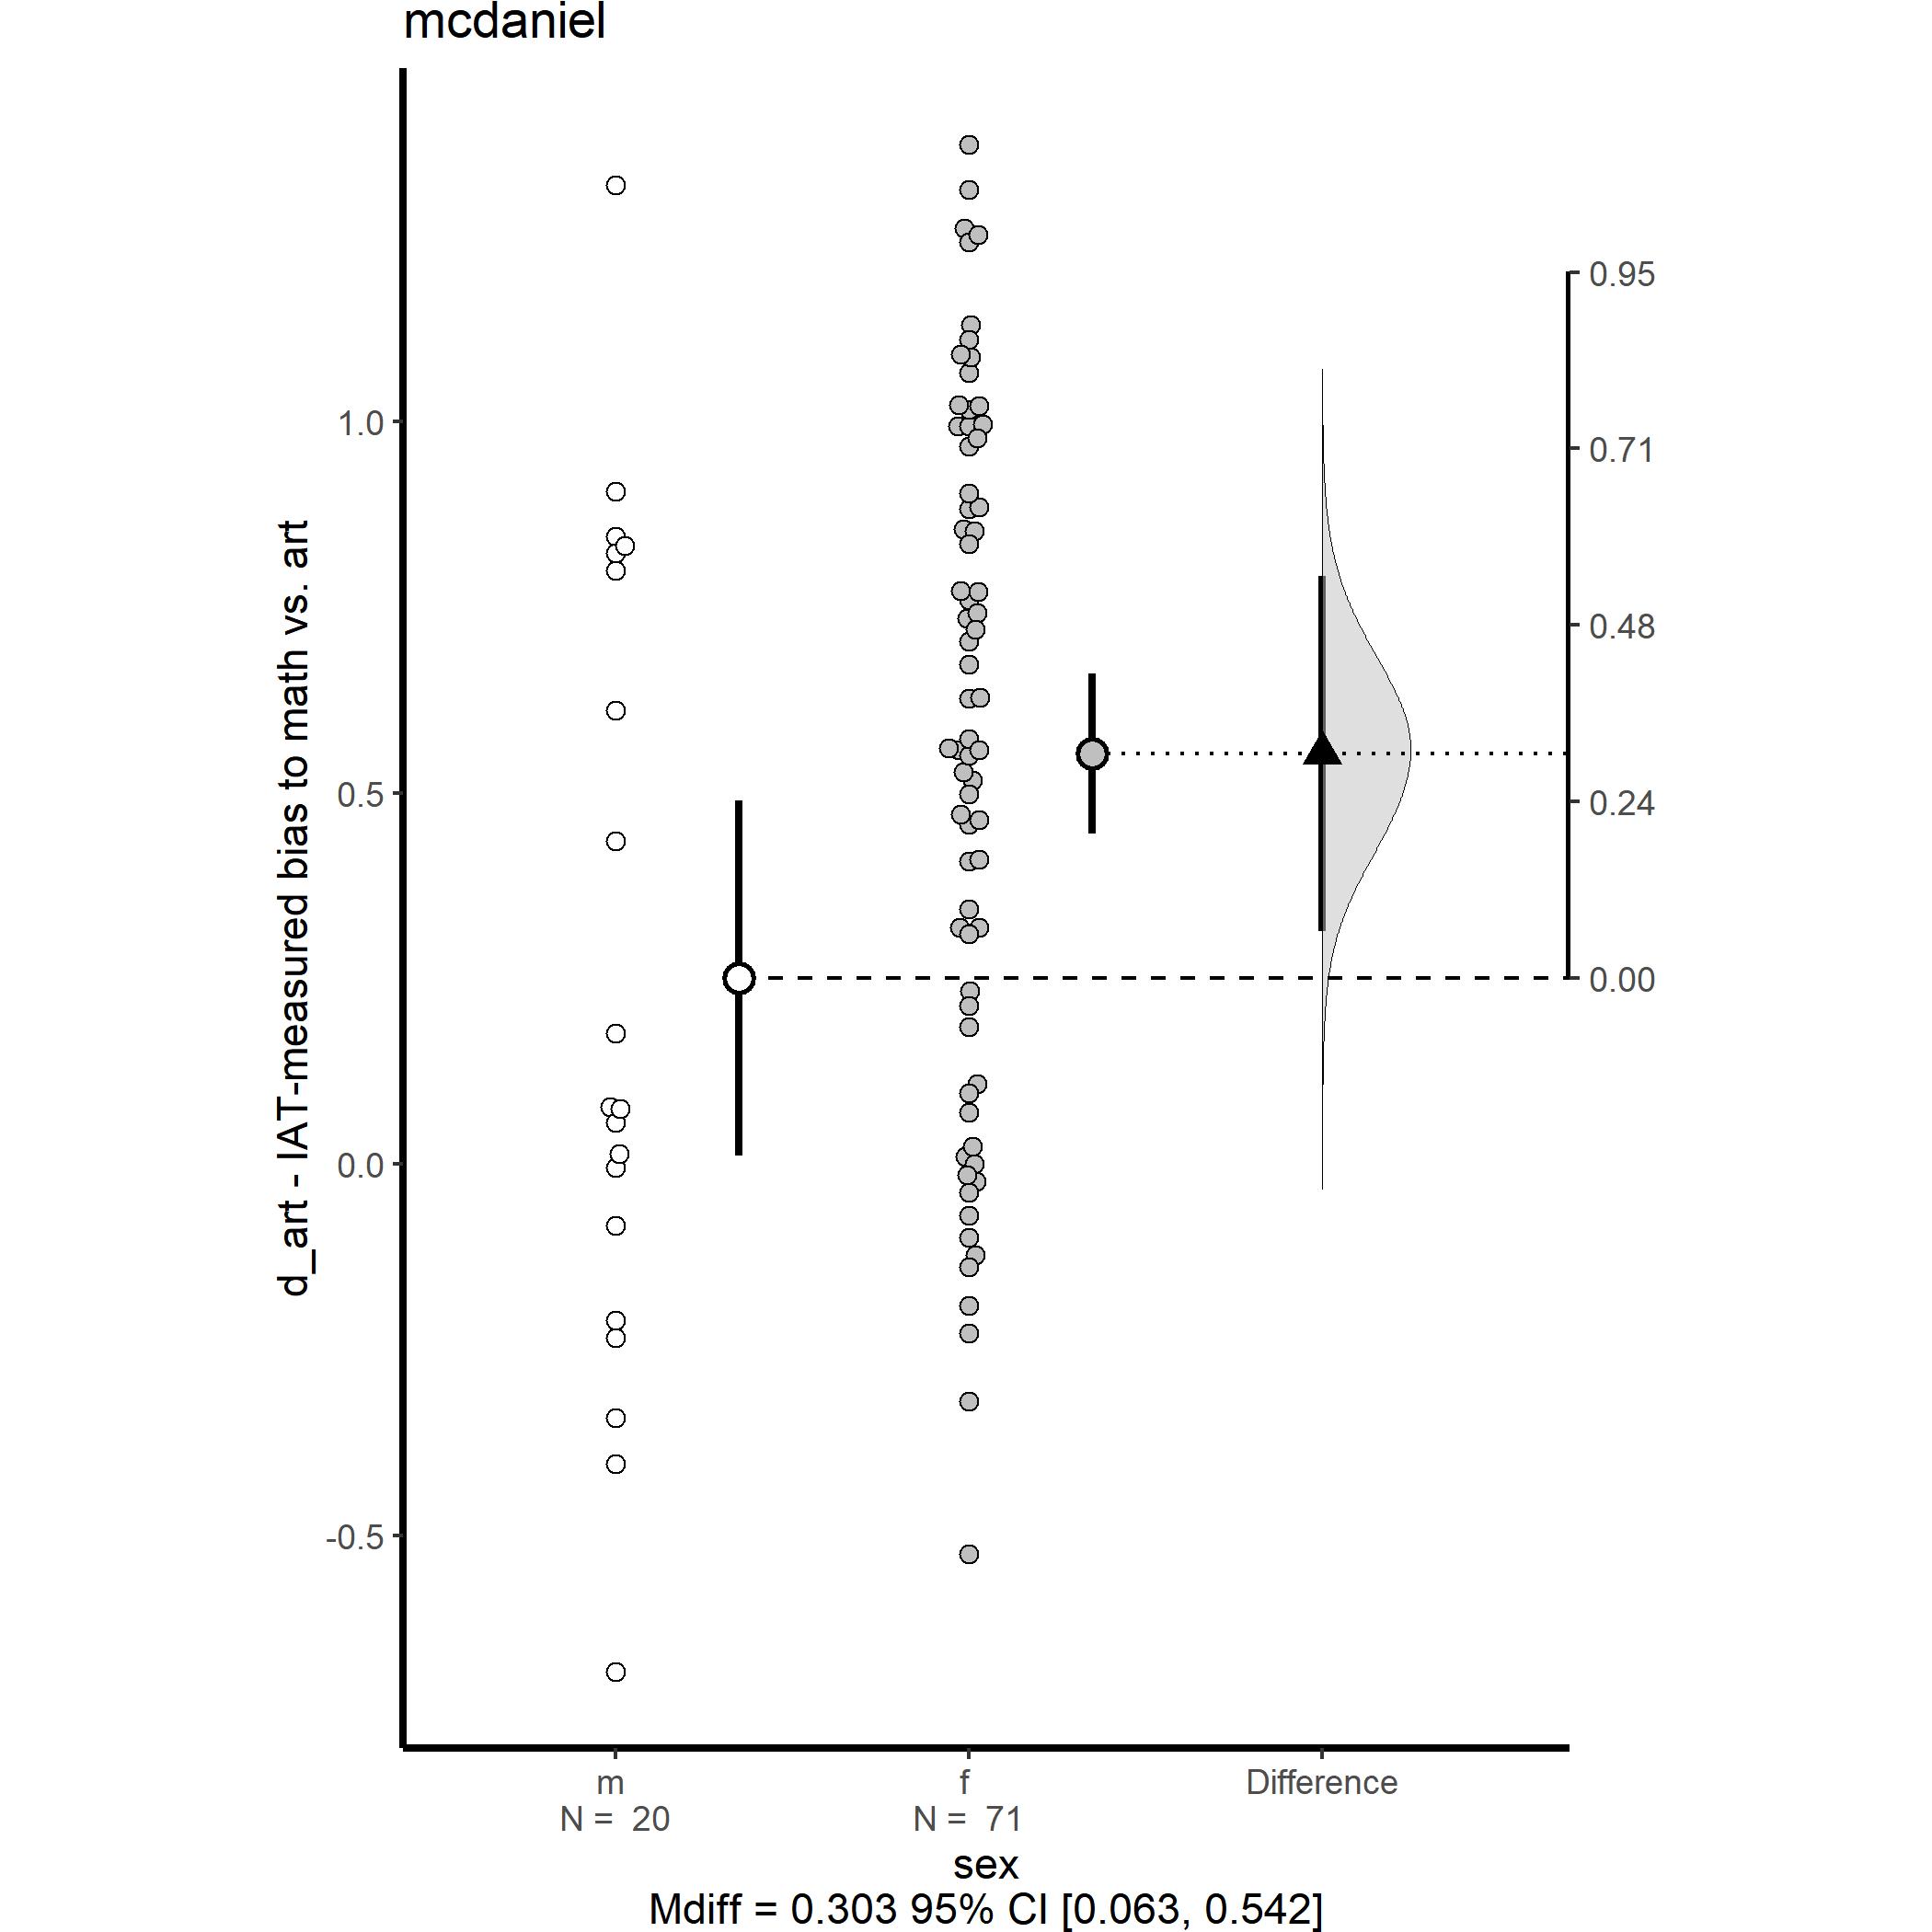 mcdaniel
d_art - IAT-measured bias to math vs. art
1.0
0.5
0.0
-0.5
0.95
0.71
0.48
0.24
0.00
m
N = 20
f
N = 71
Difference
sex
Mdiff = 0.303 95% CI [0.063, 0.542]